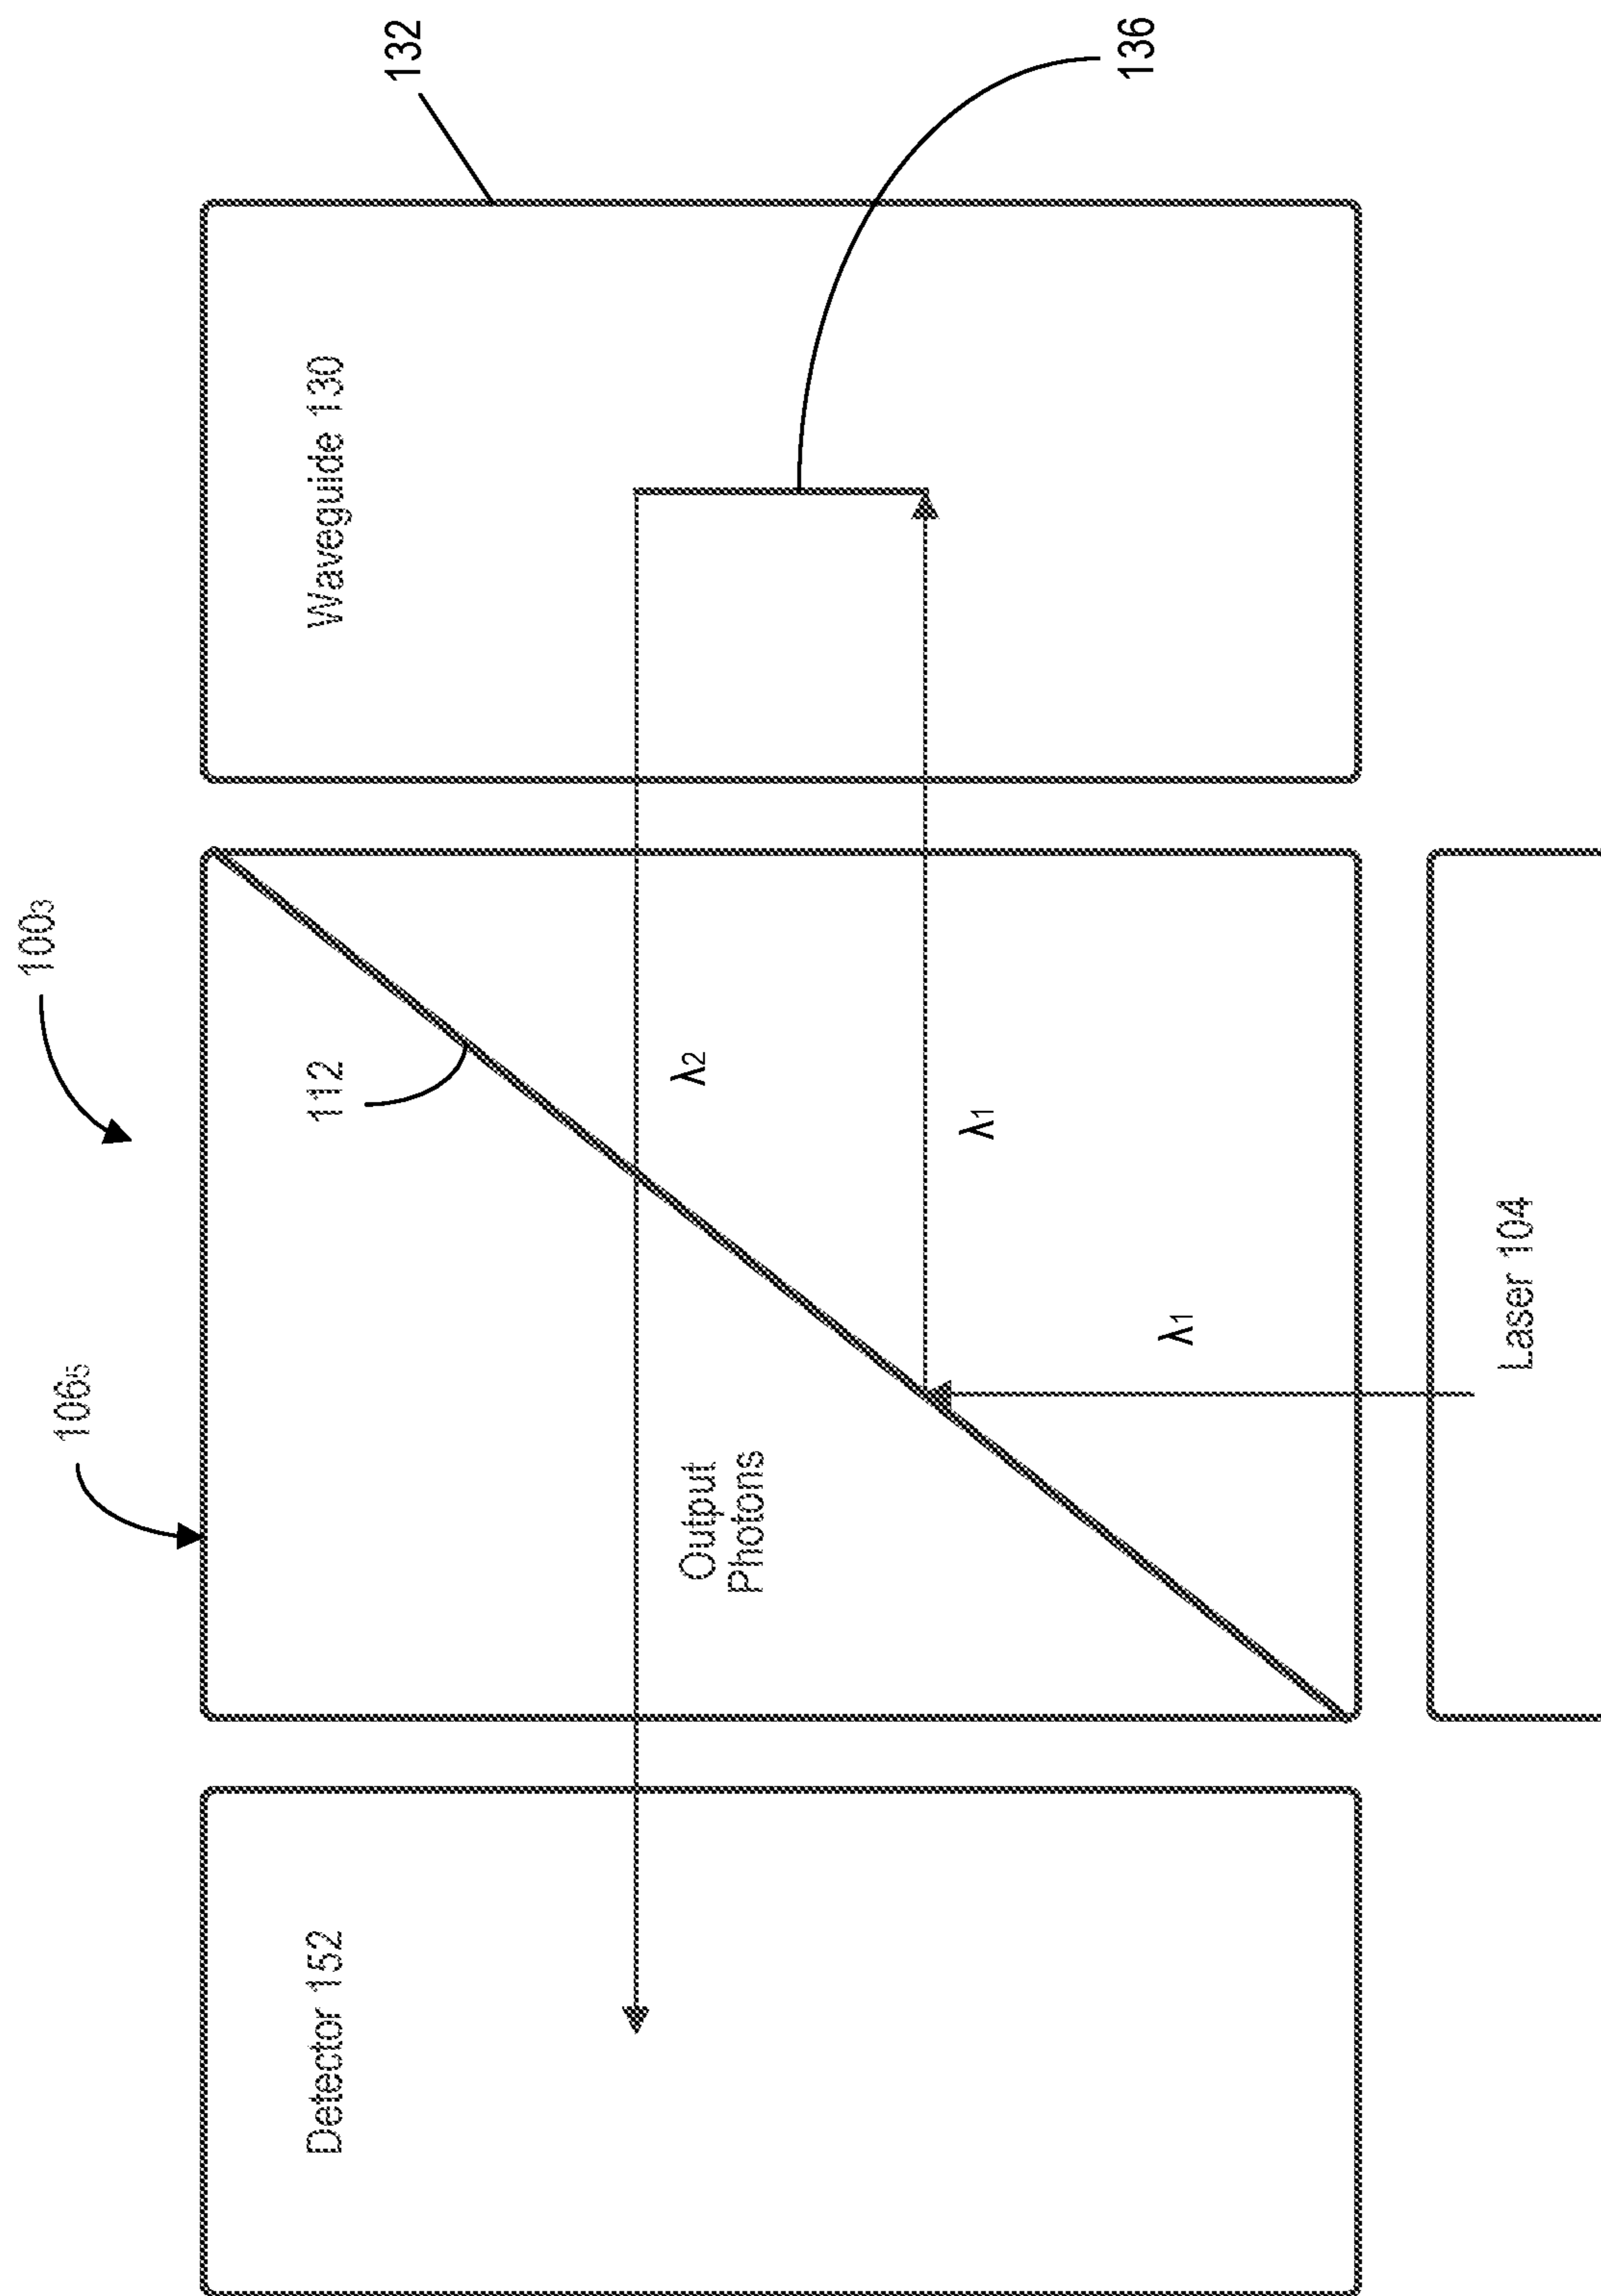 100₃
106₅
Detector 152
112
Waveguide 130
132
Output
Photons
λ₂
λ₁
136
λ₁
Laser 104